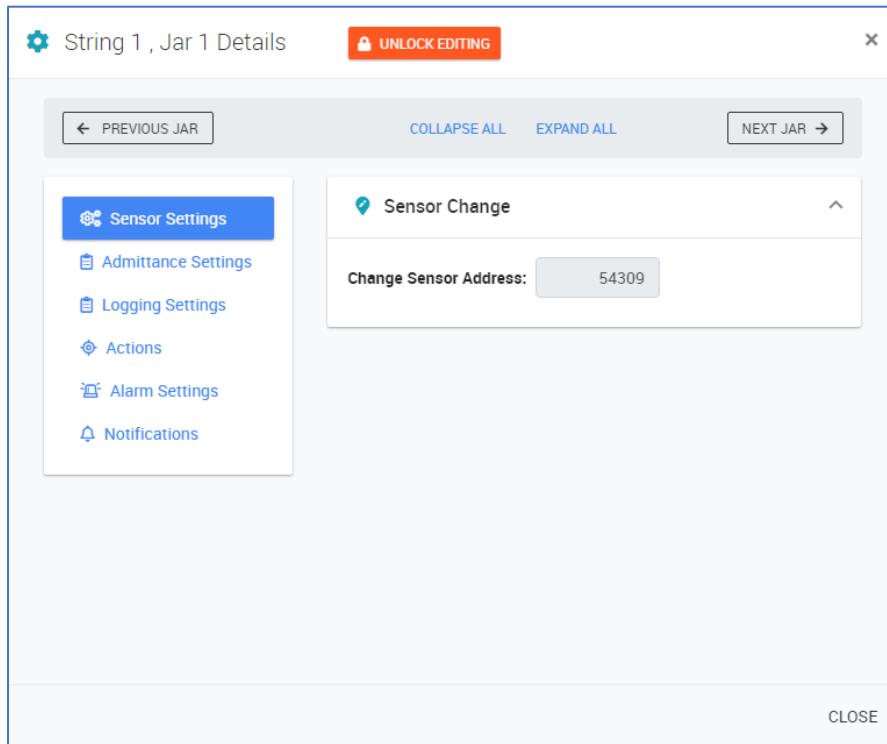 String 1 , Jar 1 Details
UNLOCK EDITING
PREVIOUS JAR
COLLAPSE ALL
EXPAND ALL
NEXT JAR
Sensor Settings
Admittance Settings
Logging Settings
Actions
Alarm Settings
Notifications
Sensor Change
Change Sensor Address: 54309
CLOSE